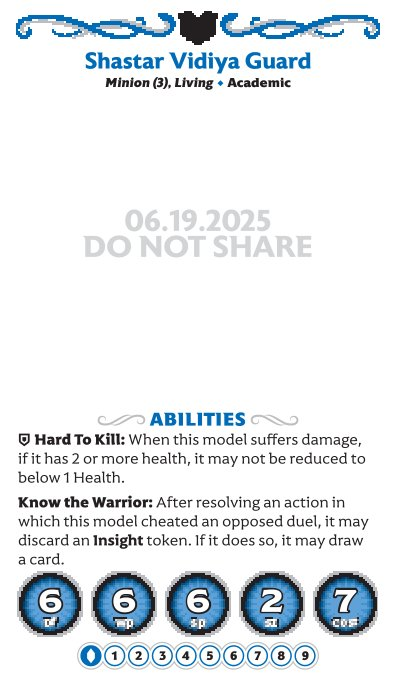 Shastar Vidiya Guard
Minion (3), Living ♦ Academic
06.19.2025
DO NOT SHARE
ABILITIES
Hard To Kill: When this model suffers damage,
if it has 2 or more health, it may not be reduced to
below 1 Health.
Know the Warrior: After resolving an action in
which this model cheated an opposed duel, it may
discard an Insight token. If it does so, it may draw
a card.
6 6 6 2 7
Df Wp Sp Sz Cost
1 2 3 4 5 6 7 8 9